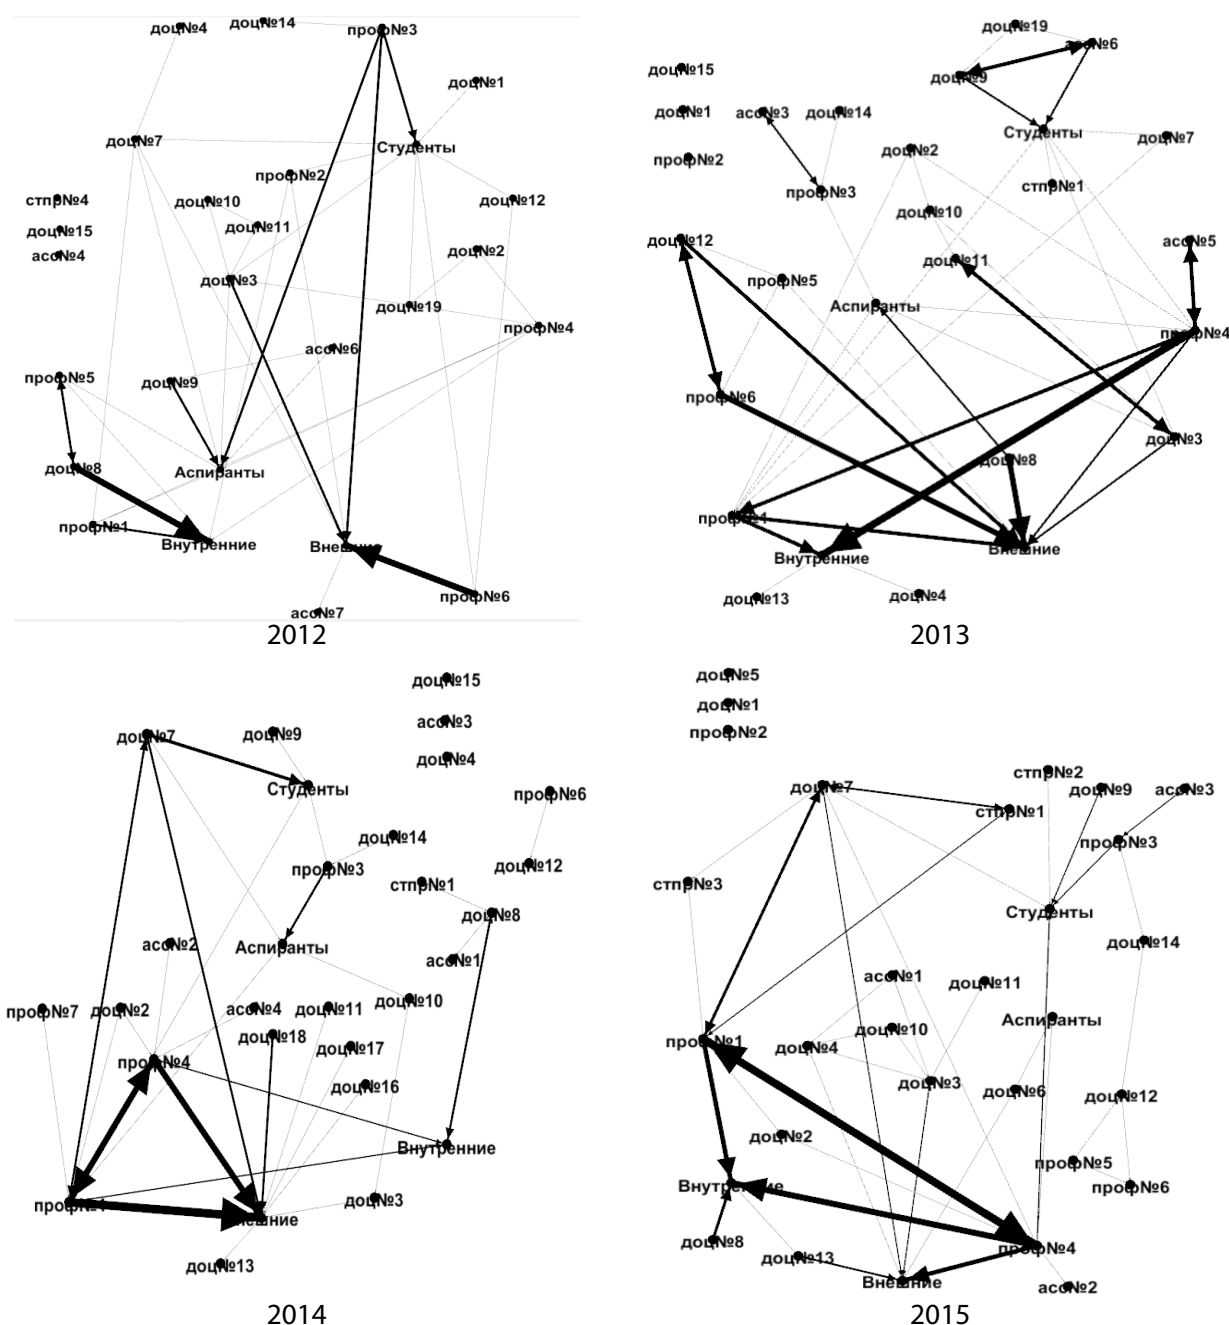 доц№4
доц№14
проф№3
доц№1
доц№7
Студенты
проф№2
стпр№4
доц№10
доц№12
доц№11
доц№15
асс№4
доц№2
доц№3
доц№19
проф№4
асс№6
проф№5
доц№9
доц№8
Аспиранты
проф№1
Внутренние
Внешние
проф№6
асс№7
2012
доц№19
асс№6
доц№15
доц№9
доц№1
асс№3
доц№14
Студенты
доц№7
доц№2
проф№2
стпр№1
проф№3
доц№10
доц№12
асс№5
доц№11
проф№5
Аспиранты
проф№4
проф№6
доц№3
доц№8
проф№1
Внутренние
Внешние
доц№13
доц№4
2013
доц№15
асс№3
доц№7
доц№9
доц№4
Студенты
проф№6
доц№14
проф№3
доц№12
стпр№1
доц№8
асс№2
Аспиранты
асс№1
доц№10
проф№7
доц№2
асс№4
доц№11
доц№18
доц№17
проф№4
доц№16
Внутренние
доц№3
проф№1
Внешние
доц№13
2014
доц№5
доц№1
проф№2
стпр№2
доц№7
доц№9
асс№3
стпр№1
проф№3
стпр№3
Студенты
доц№14
асс№1
доц№11
Аспиранты
доц№10
проф№1
доц№4
доц№3
доц№6
доц№12
доц№2
проф№5
Внутренние
проф№6
доц№8
проф№4
доц№13
Внешние
асс№2
2015